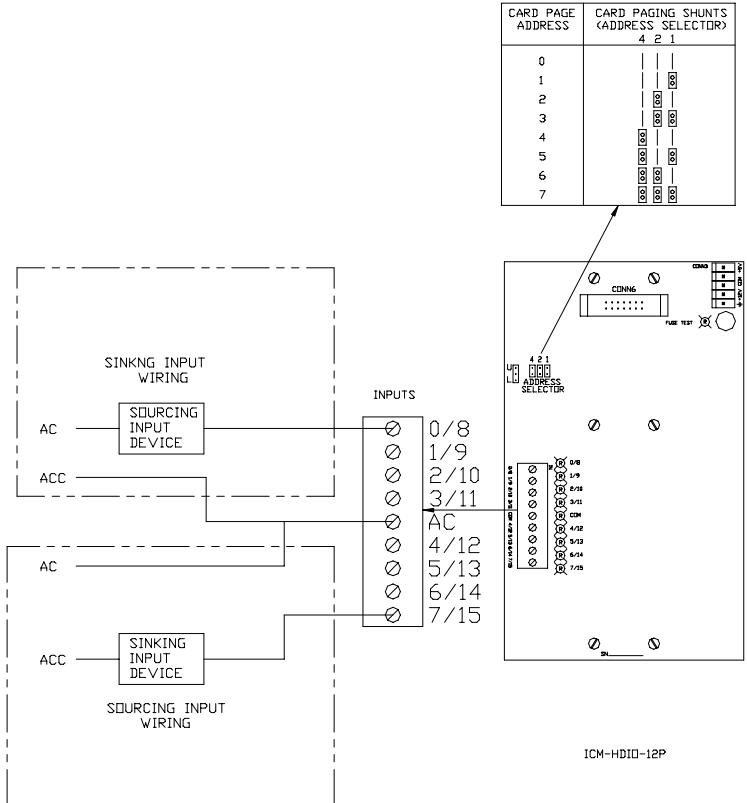 CARD PAGE ADDRESS
CARD PAGING SHUNTS (ADDRESS SELECTOR)
4 2 1
0
1
2
3
4
5
6
7
SINKNG INPUT
WIRING
AC
SOURCING
INPUT
DEVICE
ACC
AC
ACC
SINKING
INPUT
DEVICE
SOURCING INPUT
WIRING
INPUTS
0/8
1/9
2/10
3/11
AC
4/12
5/13
6/14
7/15
CONN6
FUSE TEST
4 2 1
U
L
ADDRESS
SELECTOR
0/8
1/9
2/10
3/11
COM
4/12
5/13
6/14
7/15
SN
ICM-HDIO-12P